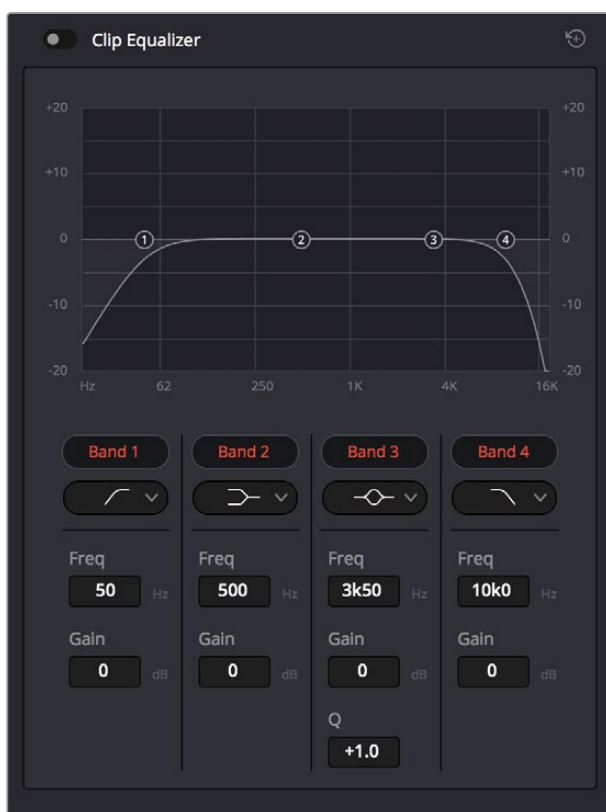 Clip Equalizer
+20 +20
+10 +10
0 1 2 3 4 0
-10 -10
-20 -20
Hz 62 250 1K 4K 16K
Band 1 Band 2 Band 3 Band 4
Freq Freq Freq Freq
50 Hz 500 Hz 3k50 Hz 10k0 Hz
Gain Gain Gain Gain
0 dB 0 dB 0 dB 0 dB
Q
+1.0